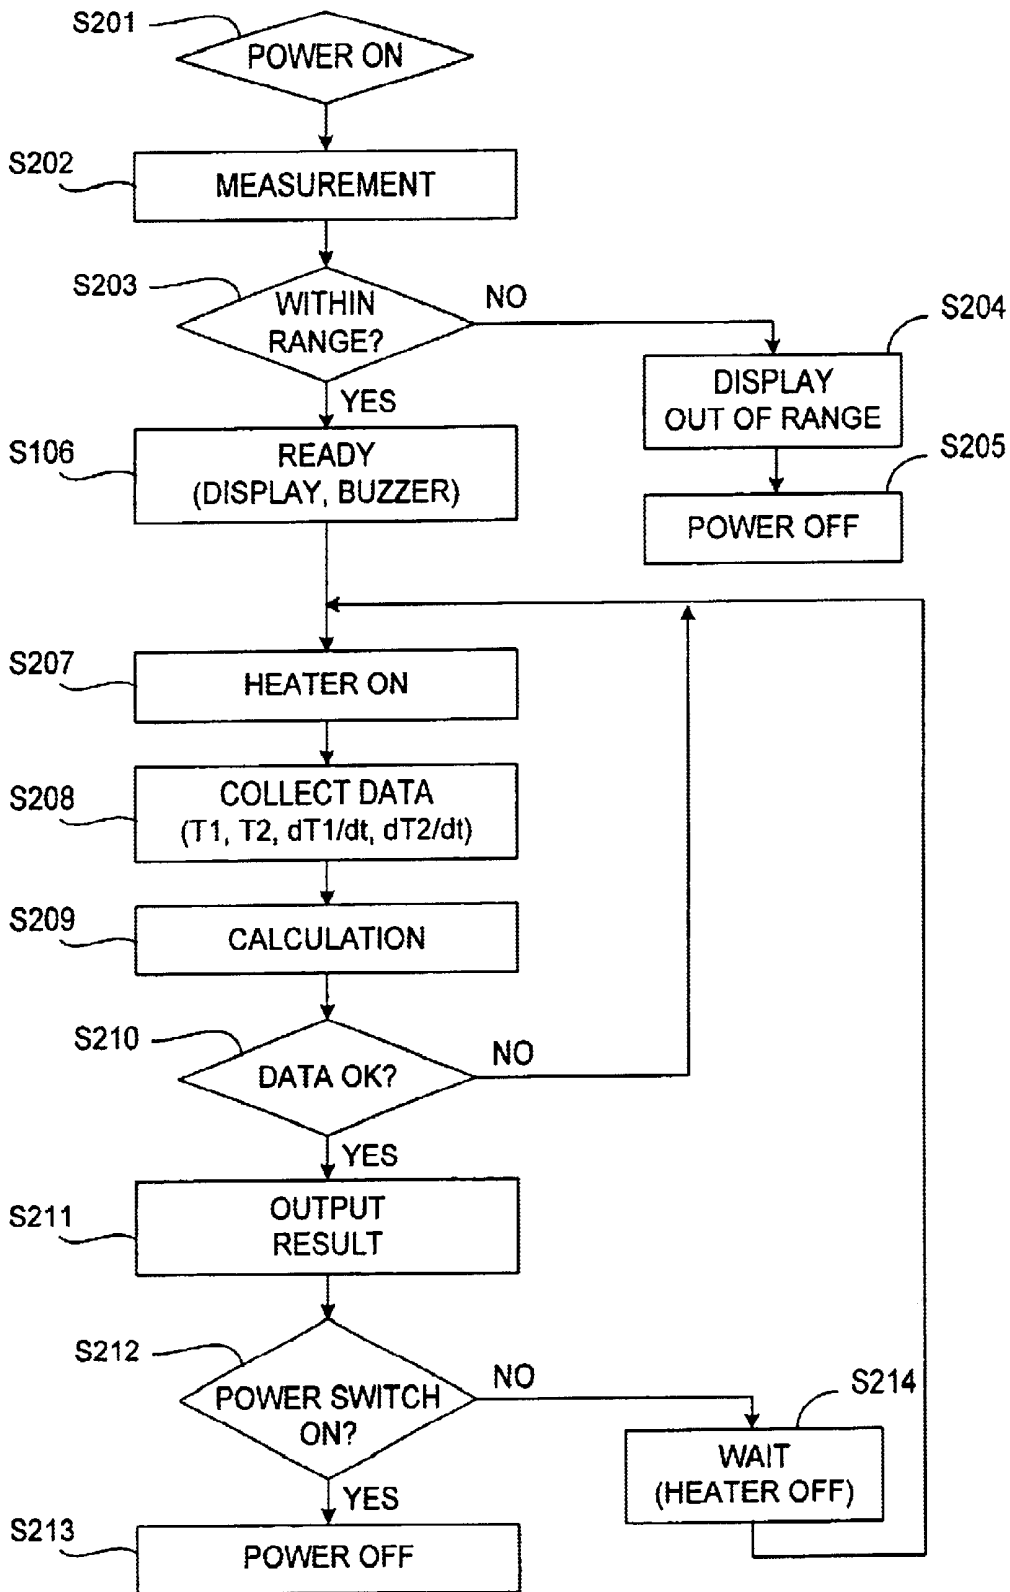 S201
POWER ON
S202
MEASUREMENT
S203
WITHIN
RANGE?
NO
S204
DISPLAY
OUT OF RANGE
YES
S106
READY
(DISPLAY, BUZZER)
S205
POWER OFF
S207
HEATER ON
S208
COLLECT DATA
(T1, T2, dT1/dt, dT2/dt)
S209
CALCULATION
S210
DATA OK?
NO
YES
S211
OUTPUT
RESULT
S212
POWER SWITCH
ON?
NO
S214
WAIT
(HEATER OFF)
YES
S213
POWER OFF